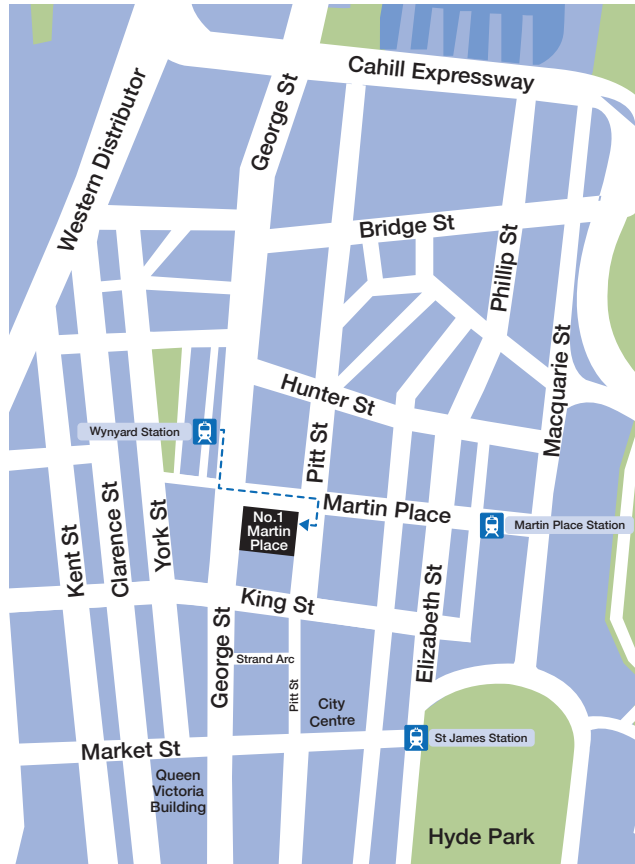 Cahill Expressway
George St
Western Distributor
Bridge St
Phillip St
Macquarie St
Hunter St
Wynyard Station
Pitt St
Martin Place
Martin Place Station
No.1
Martin
Place
Kent St
Clarence St
York St
King St
Elizabeth St
George St
Strand Arc
Pitt St
City
Centre
Market St
St James Station
Queen
Victoria
Building
Hyde Park